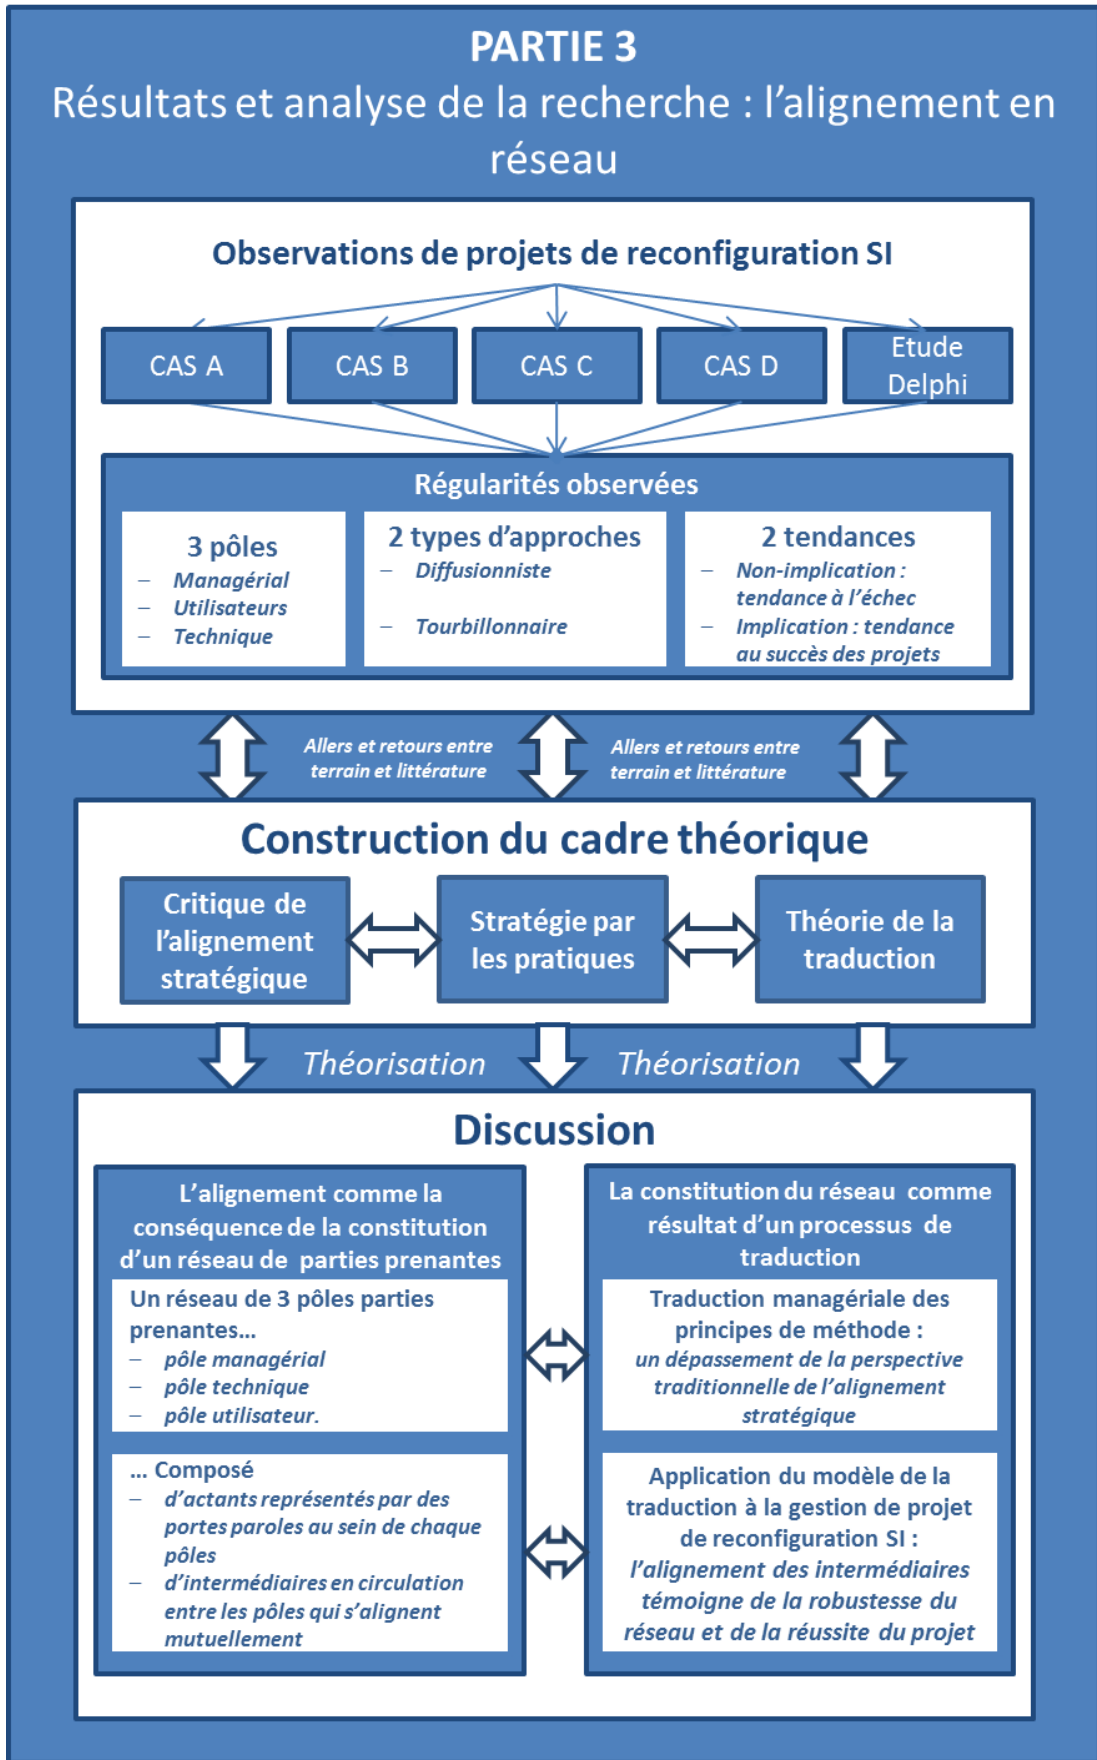 PARTIE 3
Résultats et analyse de la recherche : l'alignement en
réseau
Observations de projets de reconfiguration SI
CAS A
CAS B
CAS C
CAS D
Etude
Delphi
Régularités observées
3 pôles
– Managérial
– Utilisateurs
– Technique
2 types d'approches
– Diffusionniste
– Tourbillonnaire
2 tendances
– Non-implication :
tendance à l'échec
– Implication : tendance
au succès des projets
Allers et retours entre
terrain et littérature
Allers et retours entre
terrain et littérature
Construction du cadre théorique
Critique de
l'alignement
stratégique
Stratégie par
les pratiques
Théorie de la
traduction
Théorisation
Théorisation
Discussion
L'alignement comme la
conséquence de la constitution
d'un réseau de parties prenantes
Un réseau de 3 pôles parties
prenantes…
– pôle managérial
– pôle technique
– pôle utilisateur.
… Composé
– d'actants représentés par des
portes paroles au sein de chaque
pôles
– d'intermédiaires en circulation
entre les pôles qui s'alignent
mutuellement
La constitution du réseau comme
résultat d'un processus de
traduction
Traduction managériale des
principes de méthode :
un dépassement de la perspective
traditionnelle de l'alignement
stratégique
Application du modèle de la
traduction à la gestion de projet
de reconfiguration SI :
l'alignement des intermédiaires
témoigne de la robustesse du
réseau et de la réussite du projet